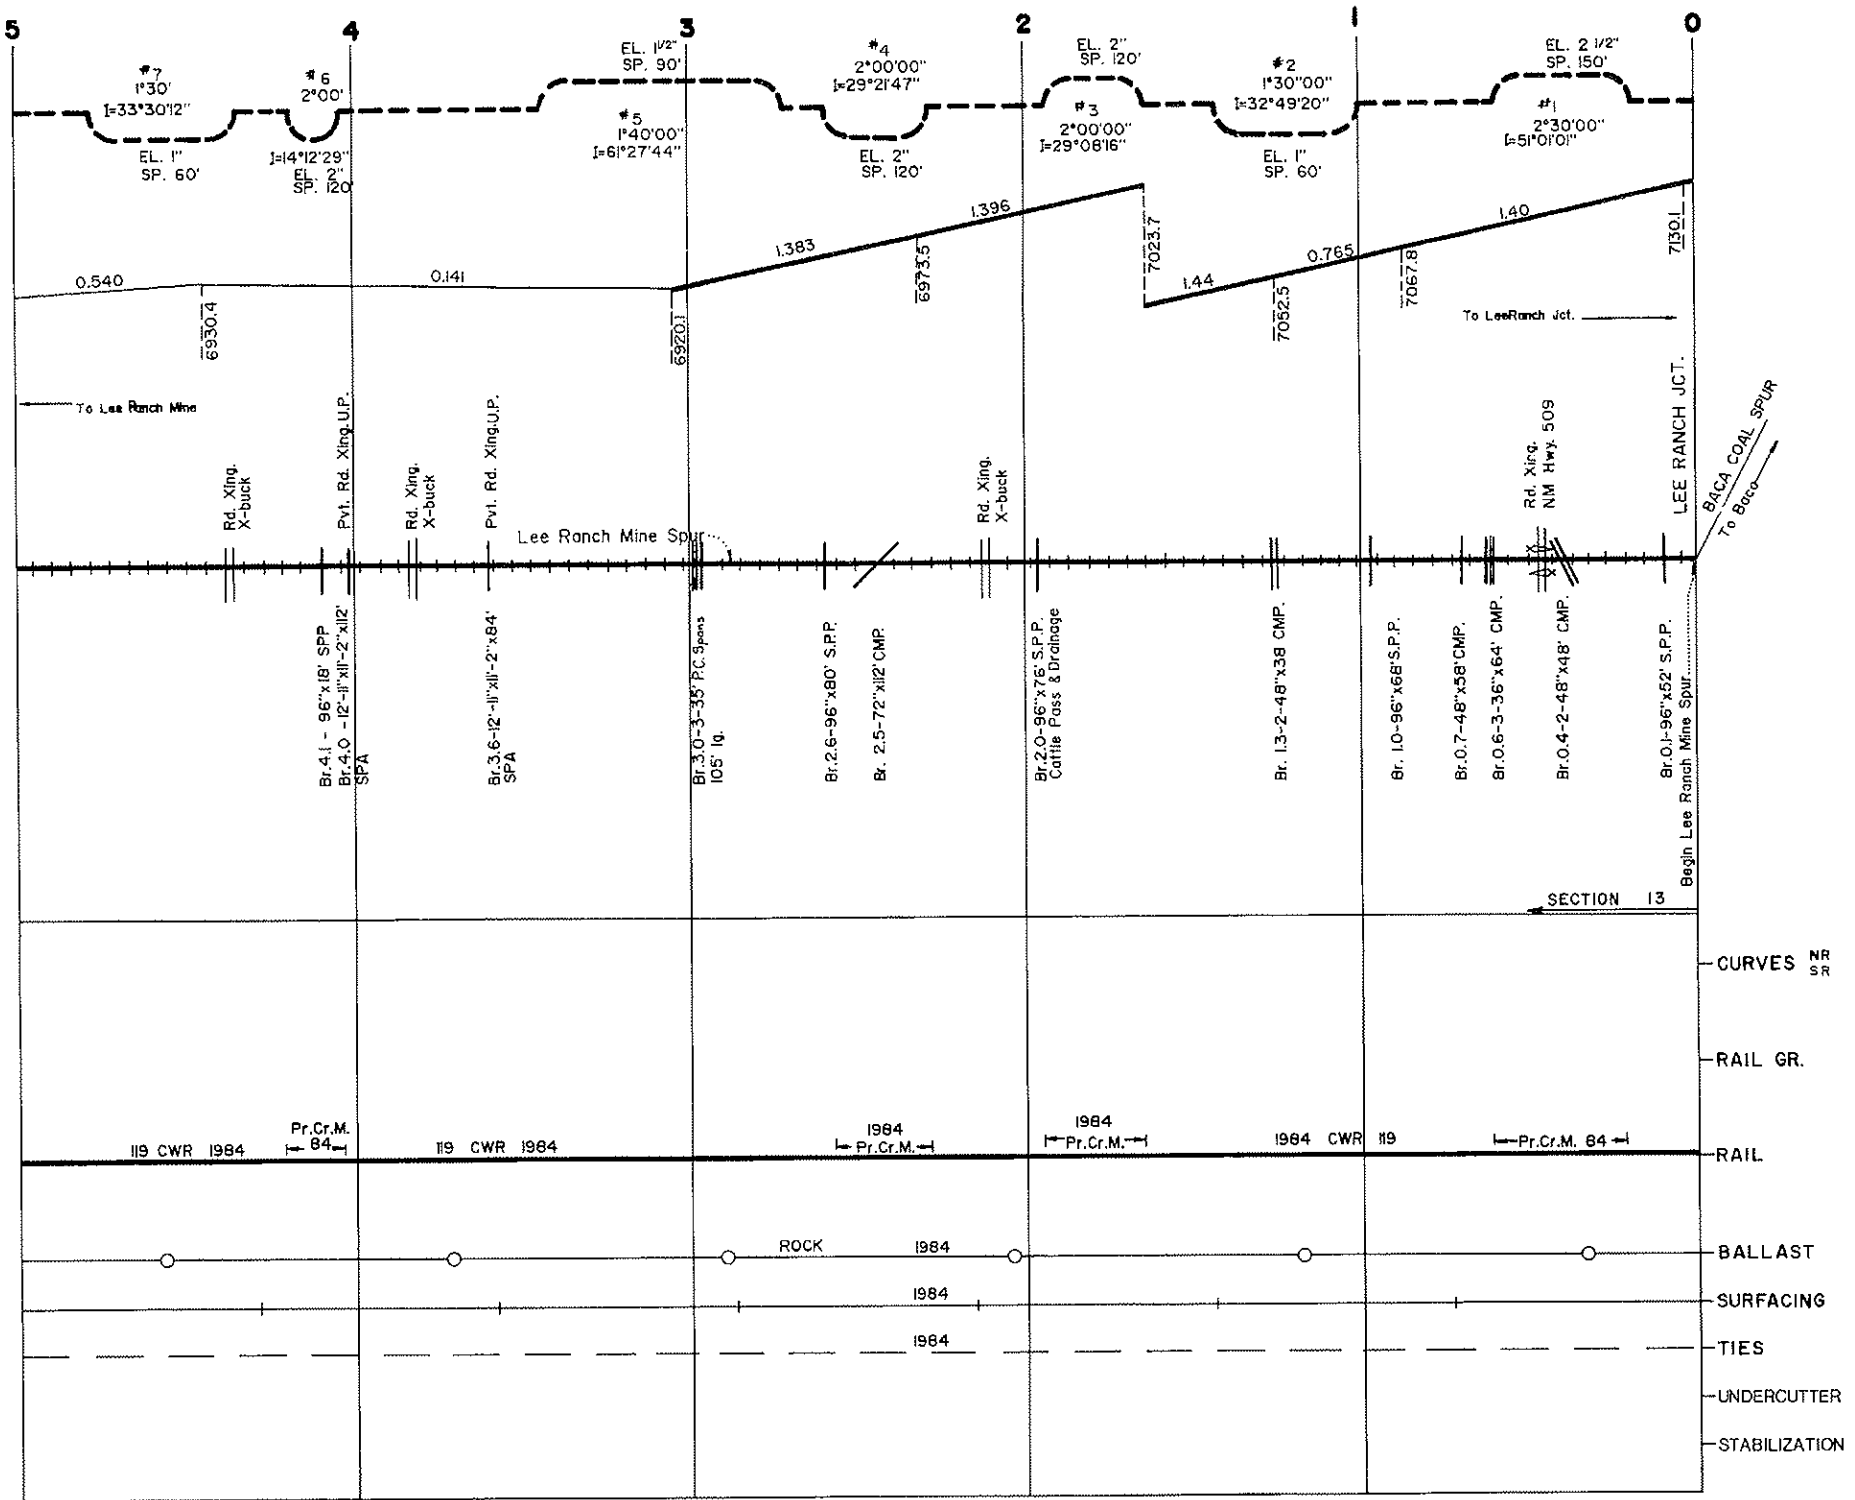 5
4
3
2
1
0
#7
1°30'
I=33°30'12"
EL. 1"
SP. 60'
#6
2°00'
I=14°12'29"
EL. 2"
SP. 120'
EL. 1 1/2"
SP. 90'
#5
1°40'00"
I=61°27'44"
#4
2°00'00"
I=29°21'47"
EL. 2"
SP. 120'
EL. 2"
SP. 120'
#3
2°00'00"
I=29°08'16"
#2
1°30"00"
I=32°49'20"
EL. 1"
SP. 60'
EL. 2 1/2"
SP. 150'
#1
2°30'00"
I=51°01'01"
0.540
0.141
1.383
1.396
1.44
0.765
1.40
6930.4
6920.1
6973.5
7023.7
7052.5
7067.8
7130.1
To LeeRanch Jct.
To Lee Ranch Mine
Rd. Xing.
X-buck
Pvt. Rd. Xing.U.P.
Rd. Xing.
X-buck
Pvt. Rd. Xing.U.P.
Lee Ranch Mine Spur
Rd. Xing.
X-buck
Rd. Xing.
NM Hwy. 509
LEE RANCH JCT.
BACA COAL SPUR
To Baca
Br.4.1 - 96"x18' SPP
Br.4.0 -12'-11"x11'-2"x112'
SPA
Br.3.6-12'-11"x11'-2"x84'
SPA
Br.3.0-3-35' P.C. Spans
105' lg.
Br.2.6-96"x80' S.P.P.
Br. 2.5-72"x112' CMP.
Br.2.0-96"x76' S.P.P.
Cattle Pass & Drainage
Br. 1.3-2-48"x38 CMP.
Br. 1.0-96"x68'S.P.P.
Br.0.7-48"x58'CMP.
Br.0.6-3-36"x64' CMP.
Br.0.4-2-48"x48' CMP.
Br.0.1-96"x52' S.P.P.
Begin Lee Ranch Mine Spur
SECTION 13
CURVES NR
SR
RAIL GR.
119 CWR 1984
Pr.Cr.M.
84
119 CWR 1984
1984
Pr.Cr.M.
1984
Pr.Cr.M.
1984 CWR 119
Pr.Cr.M. 84
RAIL
ROCK 1984
BALLAST
1984
SURFACING
1984
TIES
UNDERCUTTER
STABILIZATION